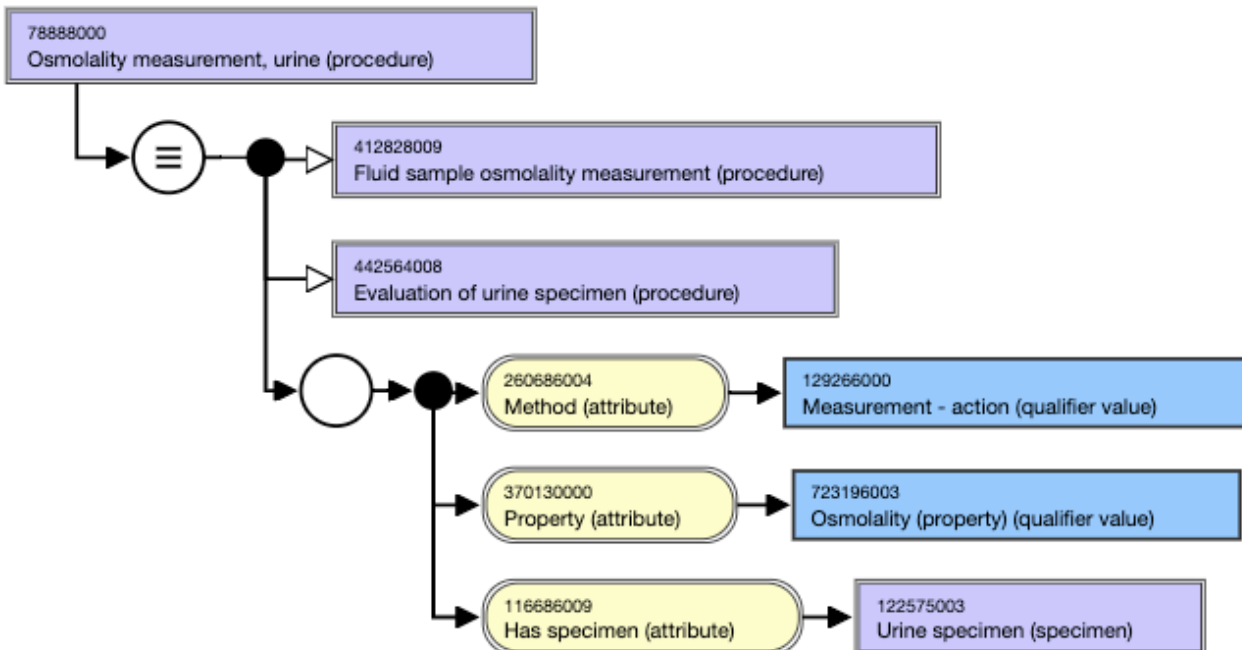 78888000
Osmolality measurement, urine (procedure)
412828009
Fluid sample osmolality measurement (procedure)
442564008
Evaluation of urine specimen (procedure)
260686004
Method (attribute)
129266000
Measurement - action (qualifier value)
370130000
Property (attribute)
723196003
Osmolality (property) (qualifier value)
116686009
Has specimen (attribute)
122575003
Urine specimen (specimen)